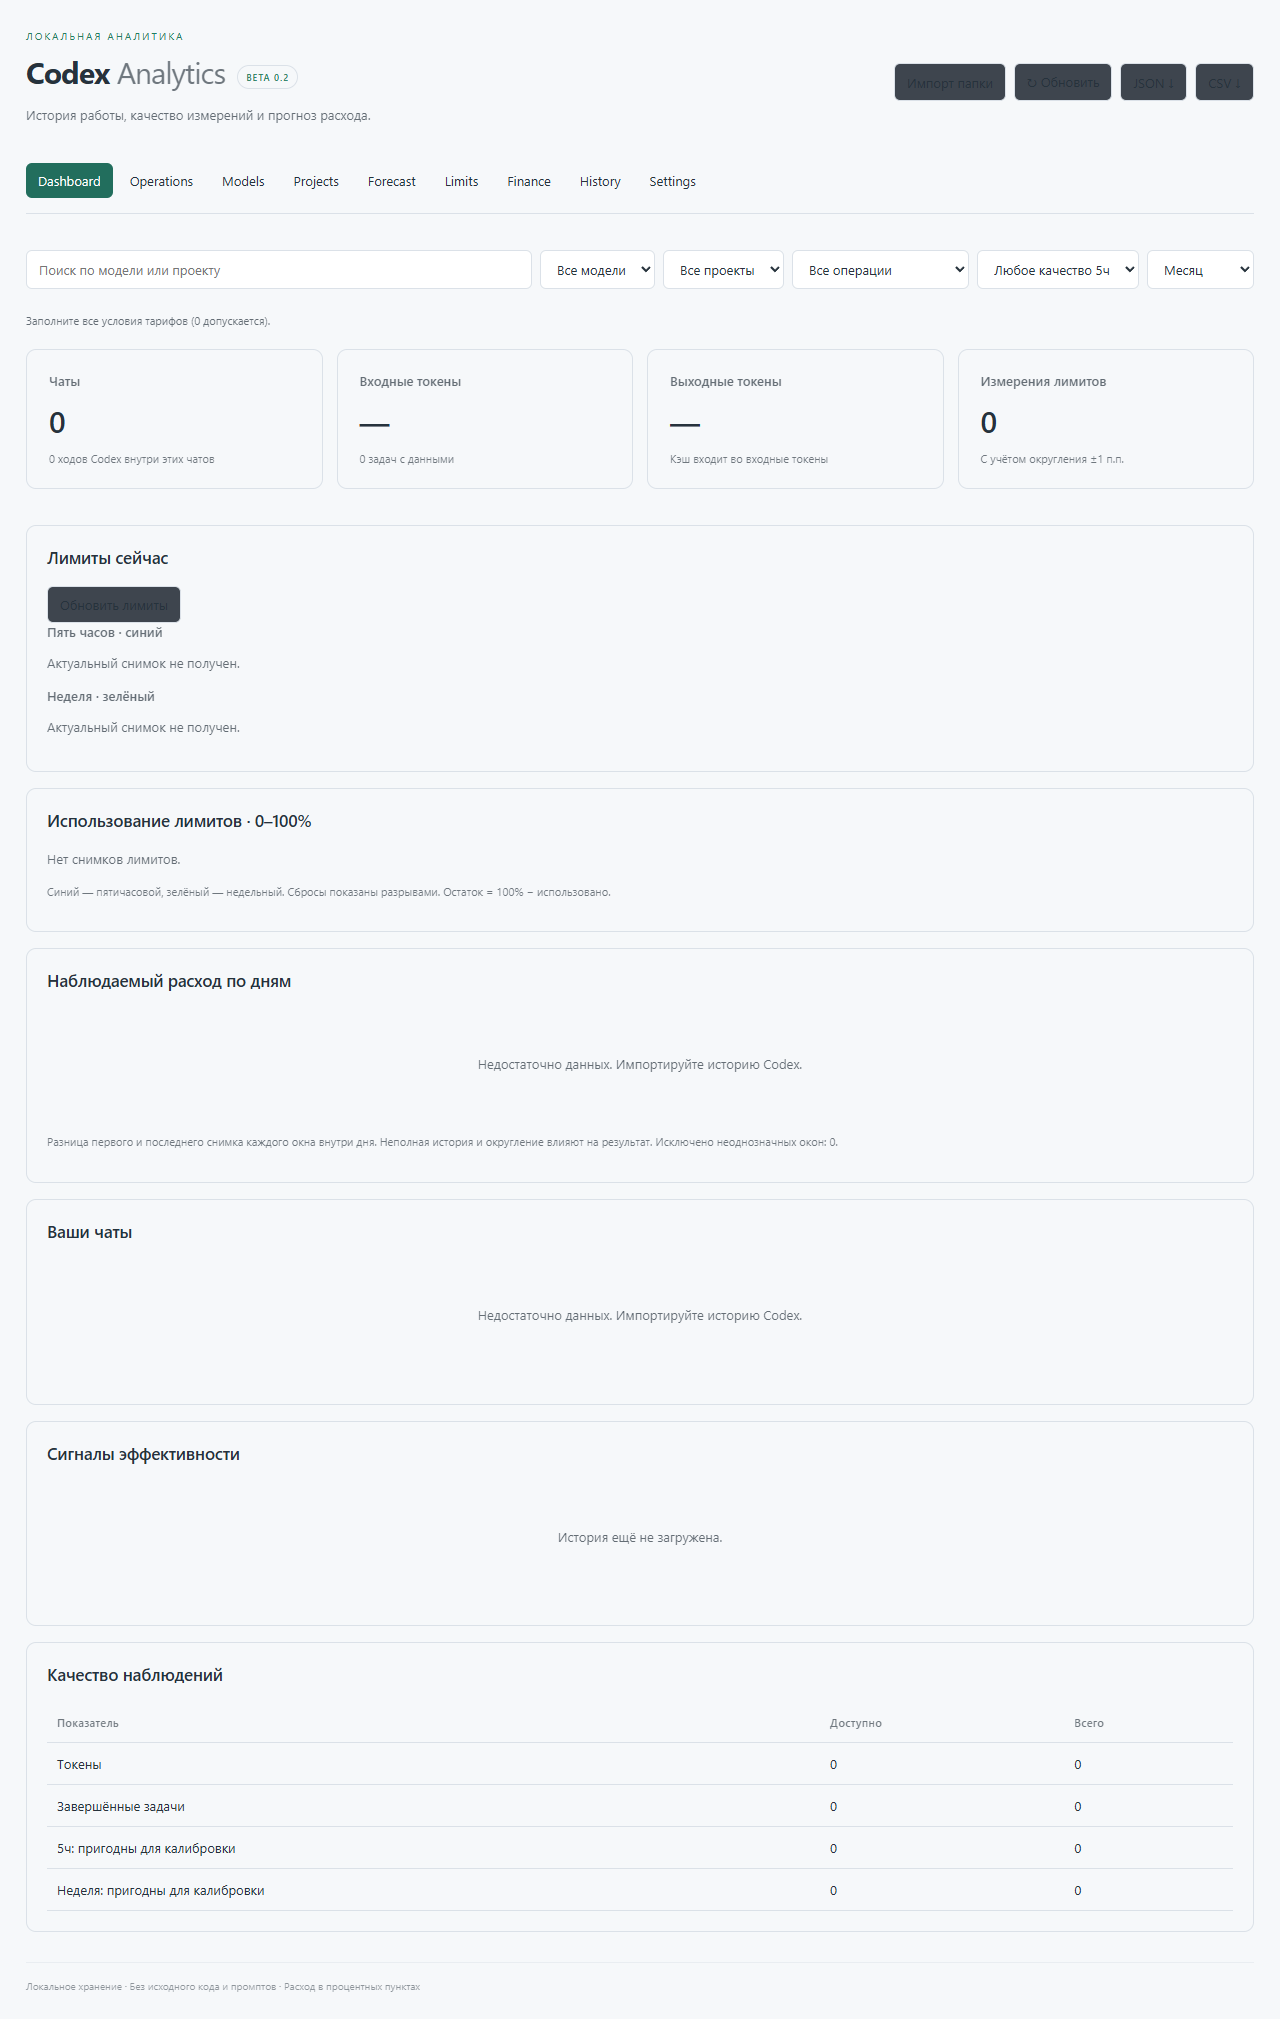 ЛОКАЛЬНАЯ АНАЛИТИКА
Codex Analytics BETA 0.2
Импорт папки ↻ Обновить JSON ↓ CSV ↓
История работы, качество измерений и прогноз расхода.
Dashboard Operations Models Projects Forecast Limits Finance History Settings
Поиск по модели или проекту Все модели Все проекты Все операции Любое качество 5ч Месяц
Заполните все условия тарифов (0 допускается).
Чаты Входные токены Выходные токены Измерения лимитов
0 — — 0
0 ходов Codex внутри этих чатов 0 задач с данными Кэш входит во входные токены С учётом округления ±1 п.п.
Лимиты сейчас
Обновить лимиты
Пять часов · синий
Актуальный снимок не получен.
Неделя · зелёный
Актуальный снимок не получен.
Использование лимитов · 0–100%
Нет снимков лимитов.
Синий — пятичасовой, зелёный — недельный. Сбросы показаны разрывами. Остаток = 100% − использовано.
Наблюдаемый расход по дням
Недостаточно данных. Импортируйте историю Codex.
Разница первого и последнего снимка каждого окна внутри дня. Неполная история и округление влияют на результат. Исключено неоднозначных окон: 0.
Ваши чаты
Недостаточно данных. Импортируйте историю Codex.
Сигналы эффективности
История ещё не загружена.
Качество наблюдений
Показатель Доступно Всего
Токены 0 0
Завершённые задачи 0 0
5ч: пригодны для калибровки 0 0
Неделя: пригодны для калибровки 0 0
Локальное хранение · Без исходного кода и промптов · Расход в процентных пунктах